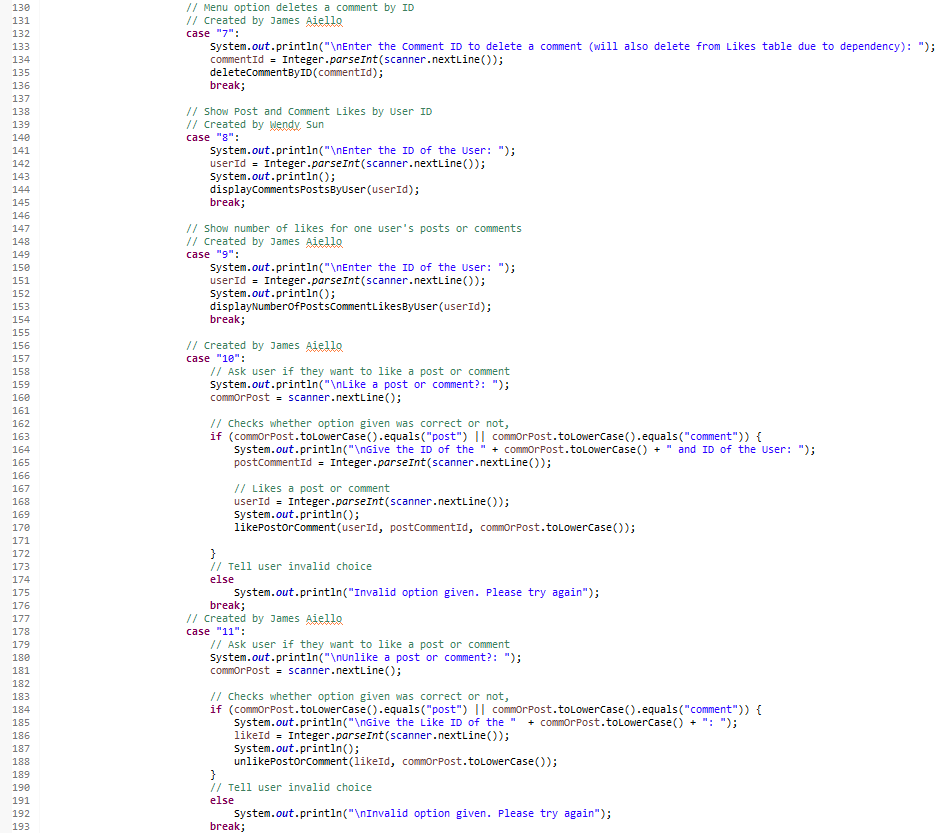 130 // Menu option deletes a comment by ID
131 // Created by James Aiello
132 case "7":
133 System.out.println("\nEnter the Comment ID to delete a comment (will also delete from Likes table due to dependency): ");
134 commentId = Integer.parseInt(scanner.nextLine());
135 deleteCommentByID(commentId);
136 break;
137
138 // Show Post and Comment Likes by User ID
139 // Created by Wendy Sun
140 case "8":
141 System.out.println("\nEnter the ID of the User: ");
142 userId = Integer.parseInt(scanner.nextLine());
143 System.out.println();
144 displayCommentsPostsByUser(userId);
145 break;
146
147 // Show number of likes for one user's posts or comments
148 // Created by James Aiello
149 case "9":
150 System.out.println("\nEnter the ID of the User: ");
151 userId = Integer.parseInt(scanner.nextLine());
152 System.out.println();
153 displayNumberOfPostsCommentLikesByUser(userId);
154 break;
155
156 // Created by James Aiello
157 case "10":
158 // Ask user if they want to like a post or comment
159 System.out.println("\nLike a post or comment?: ");
160 commOrPost = scanner.nextLine();
161
162 // Checks whether option given was correct or not,
163 if (commOrPost.toLowerCase().equals("post") || commOrPost.toLowerCase().equals("comment")) {
164 System.out.println("\nGive the ID of the " + commOrPost.toLowerCase() + " and ID of the User: ");
165 postCommentId = Integer.parseInt(scanner.nextLine());
166
167 // Likes a post or comment
168 userId = Integer.parseInt(scanner.nextLine());
169 System.out.println();
170 likePostOrComment(userId, postCommentId, commOrPost.toLowerCase());
171
172 }
173 // Tell user invalid choice
174 else
175 System.out.println("Invalid option given. Please try again");
176 break;
177 // Created by James Aiello
178 case "11":
179 // Ask user if they want to like a post or comment
180 System.out.println("\nUnlike a post or comment?: ");
181 commOrPost = scanner.nextLine();
182
183 // Checks whether option given was correct or not,
184 if (commOrPost.toLowerCase().equals("post") || commOrPost.toLowerCase().equals("comment")) {
185 System.out.println("\nGive the Like ID of the " + commOrPost.toLowerCase() + ": ");
186 likeId = Integer.parseInt(scanner.nextLine());
187 System.out.println();
188 unlikePostOrComment(likeId, commOrPost.toLowerCase());
189 }
190 // Tell user invalid choice
191 else
192 System.out.println("\nInvalid option given. Please try again");
193 break;